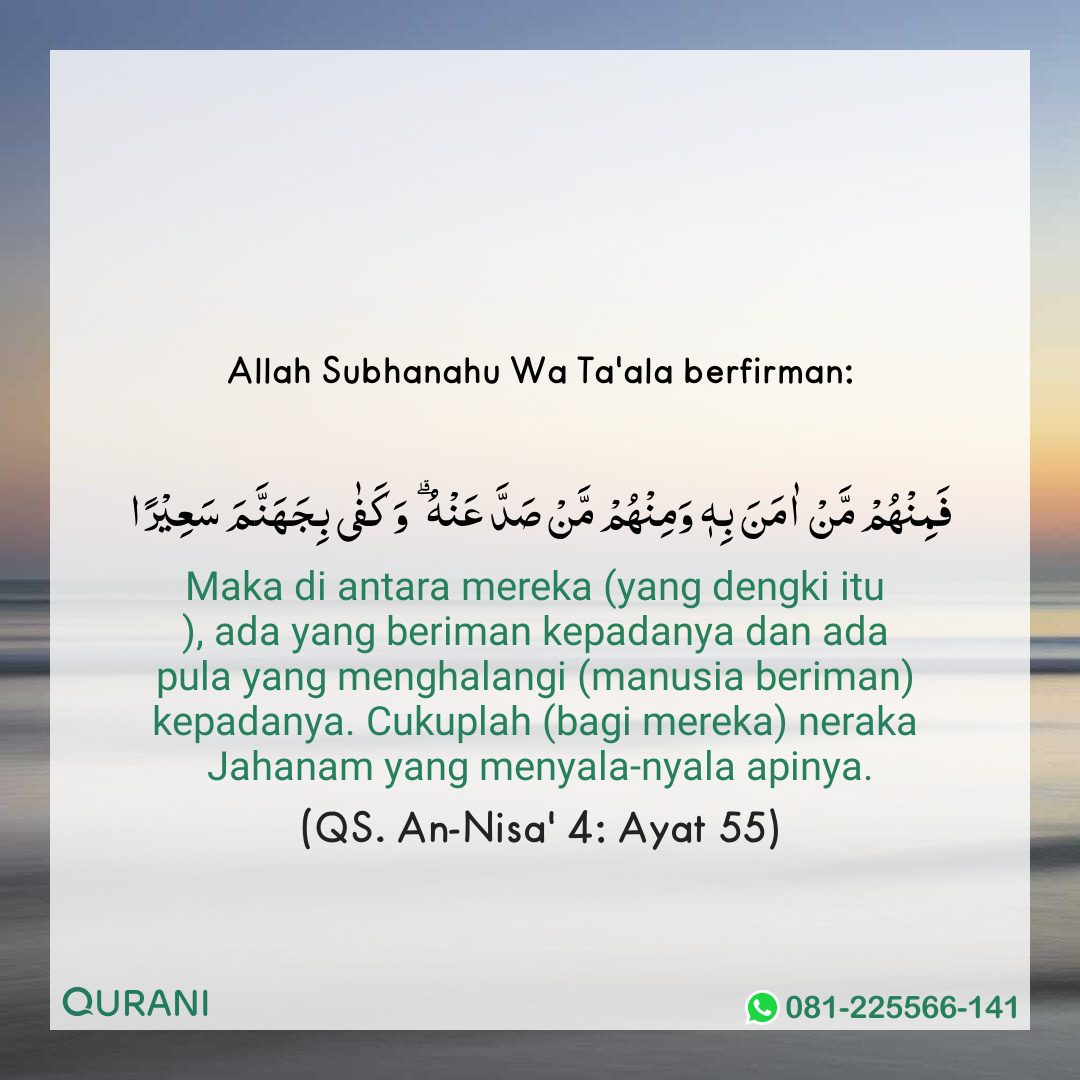 Allah Subhanahu Wa Ta'ala berfirman:
فَمِنْهُمْ مَّنْ اٰمَنَ بِهٖ وَمِنْهُمْ مَّنْ صَدَّ عَنْهُ ۗ وَكَفٰى بِجَهَنَّمَ سَعِيْرًا
Maka di antara mereka (yang dengki itu
), ada yang beriman kepadanya dan ada
pula yang menghalangi (manusia beriman)
kepadanya. Cukuplah (bagi mereka) neraka
Jahanam yang menyala-nyala apinya.
(QS. An-Nisa' 4: Ayat 55)
QURANI
081-225566-141